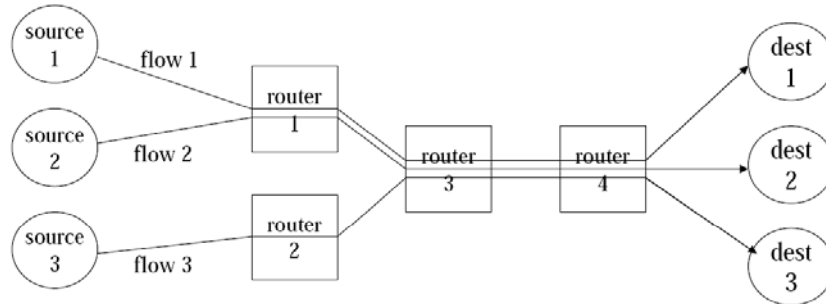 source
1
flow 1
source
2
flow 2
source
3
flow 3
router
1
router
2
router
3
router
4
dest
1
dest
2
dest
3